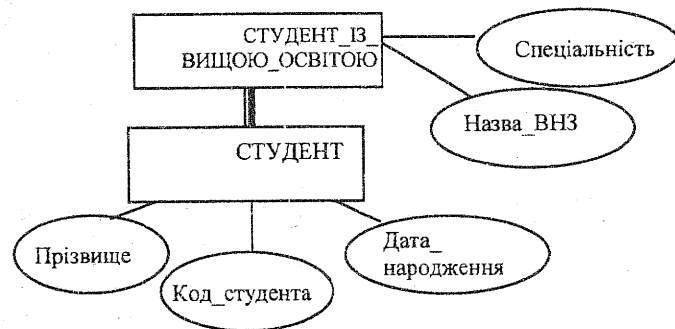 СТУДЕНТ_ІЗ_
ВИЩОЮ_ОСВІТОЮ
Спеціальність
Назва_ВНЗ
СТУДЕНТ
Прізвище
Код_студента
Дата_
народження